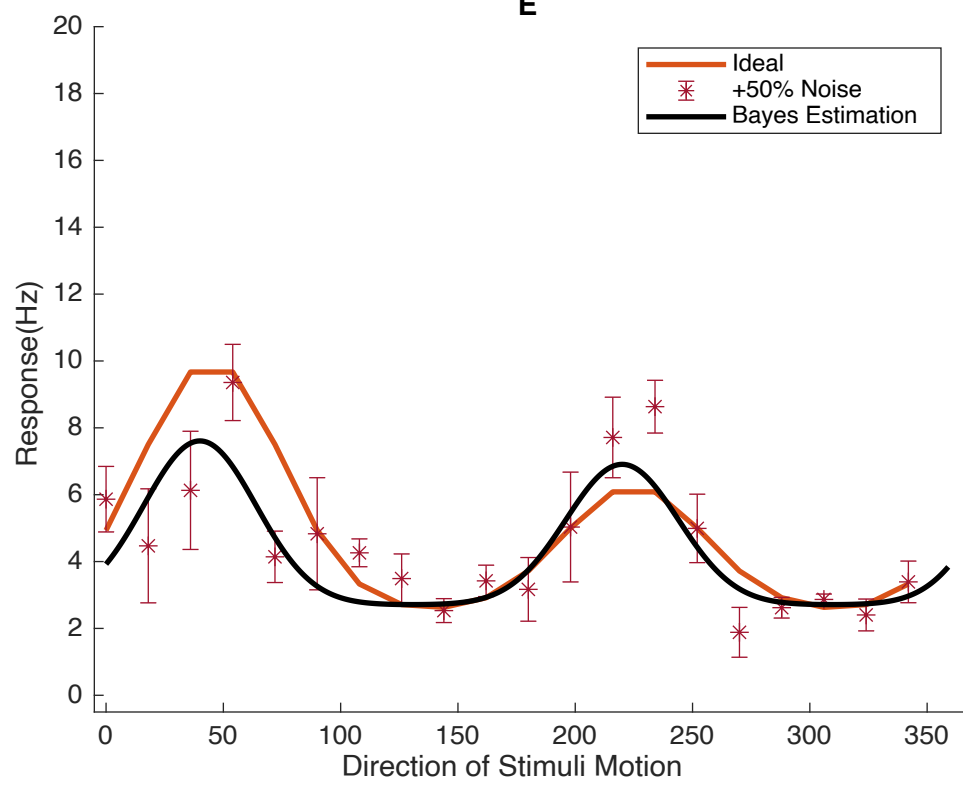 E
20
18
16
14
12
10
8
6
4
2
0
Response(Hz)
Ideal
+50% Noise
Bayes Estimation
0 50 100 150 200 250 300 350
Direction of Stimuli Motion